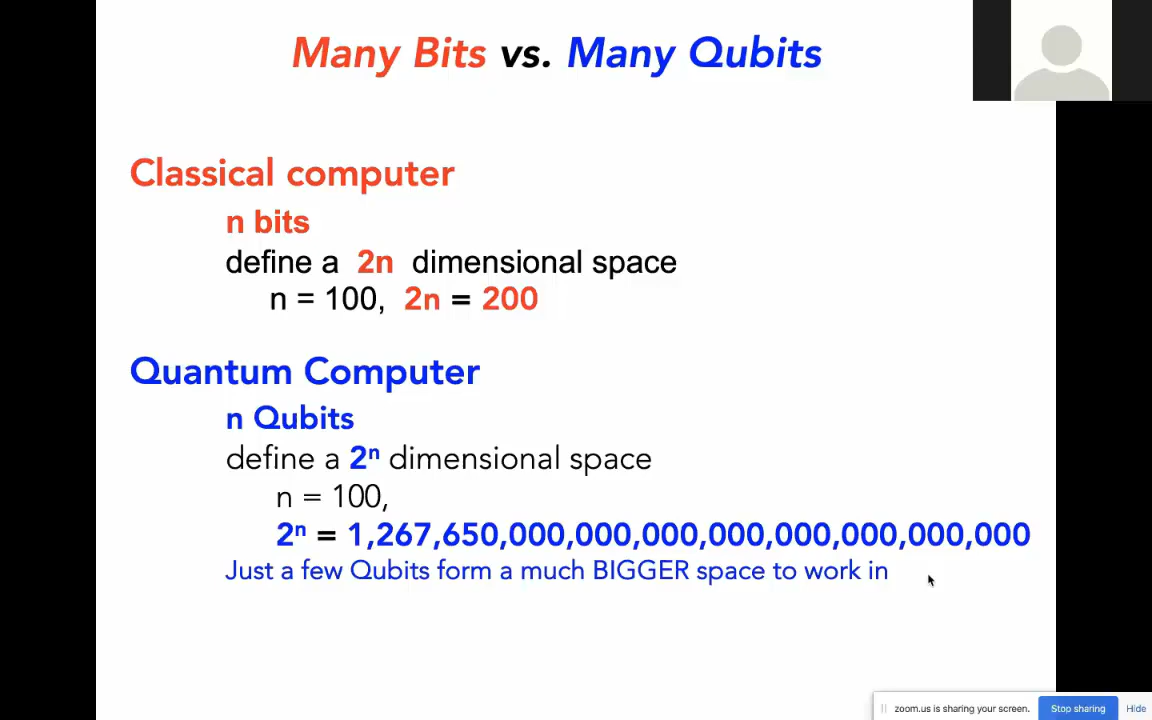 Many Bits vs. Many Qubits
Classical computer
n bits
define a 2n dimensional space
n = 100, 2n = 200
Quantum Computer
n Qubits
define a 2ⁿ dimensional space
n = 100,
2ⁿ = 1,267,650,000,000,000,000,000,000,000,000
Just a few Qubits form a much BIGGER space to work in
zoom.us is sharing your screen. Stop sharing Hide